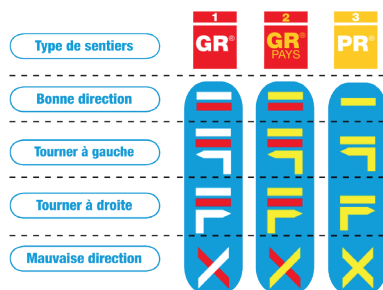 Type de sentiers
1
GR®
2
GR®
PAYS
3
PR®
Bonne direction
Tourner à gauche
Tourner à droite
Mauvaise direction